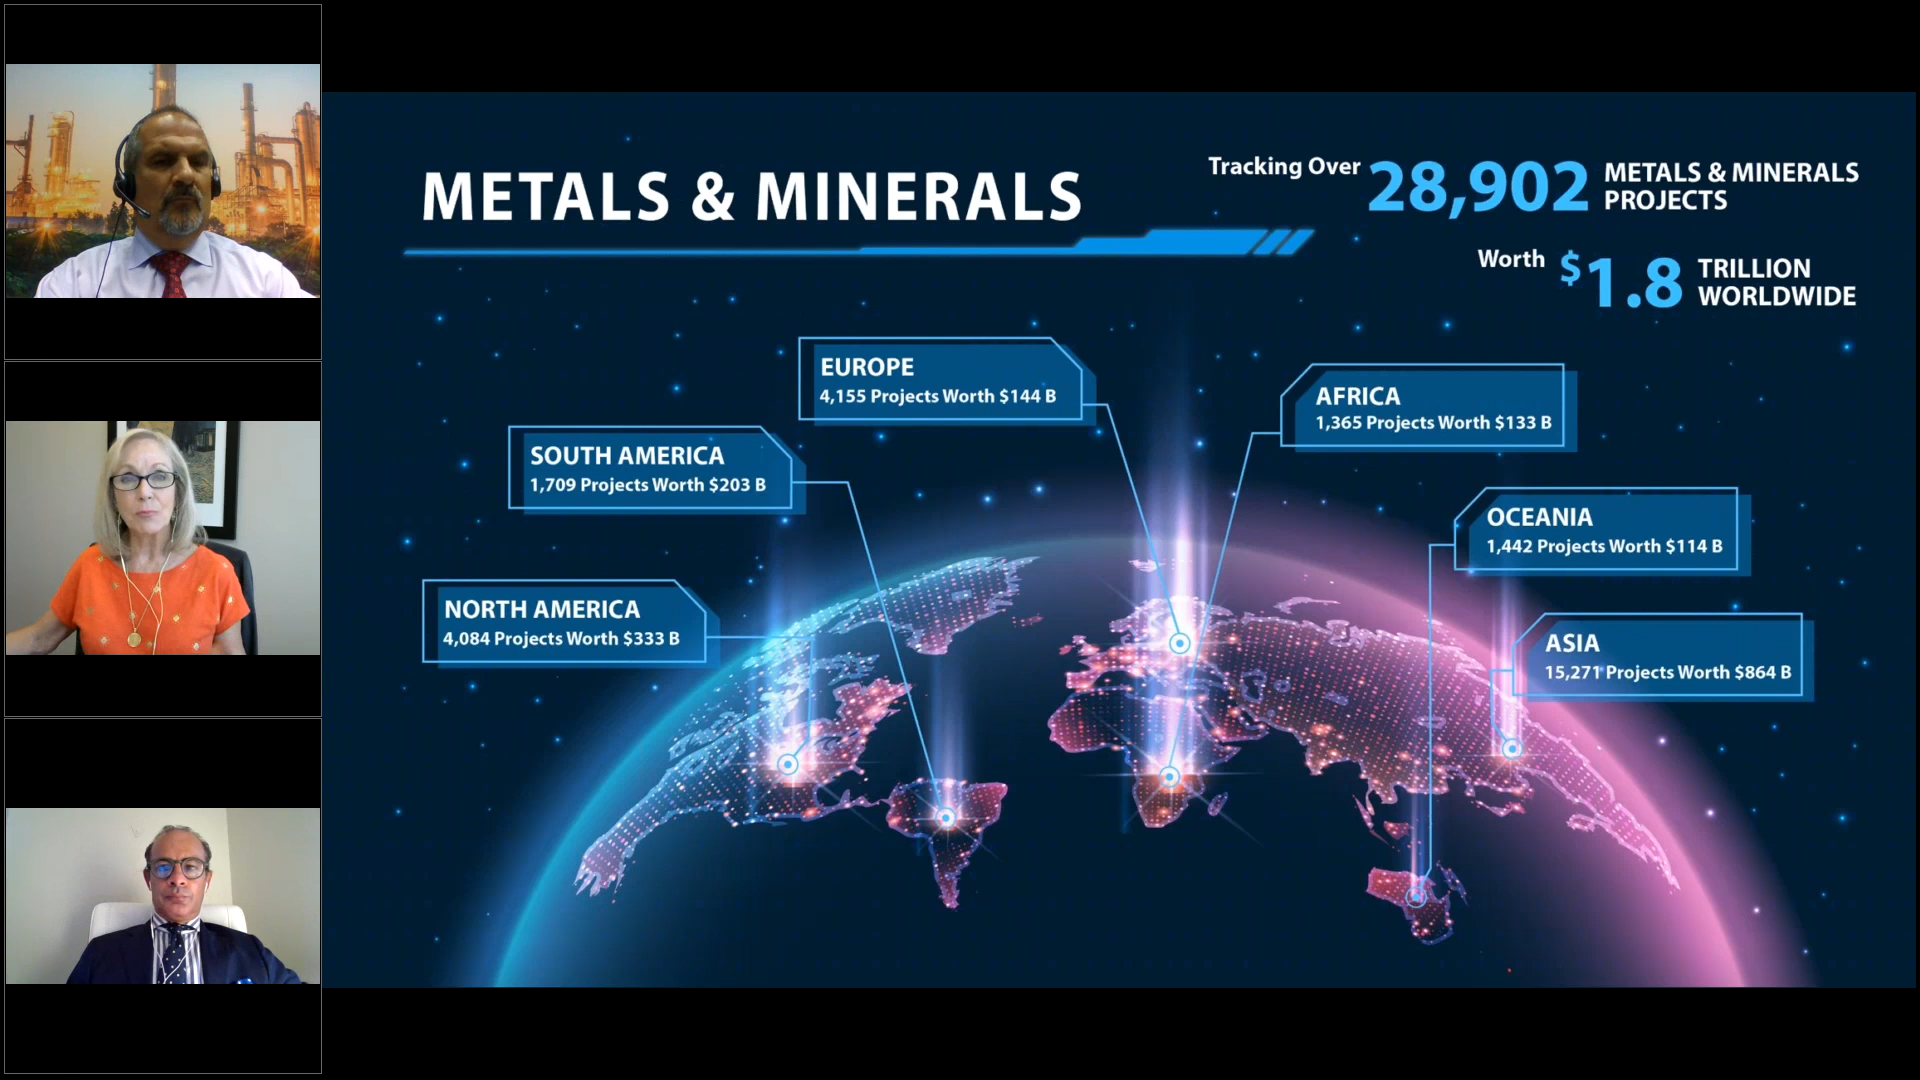 METALS & MINERALS
Tracking Over 28,902 METALS & MINERALS
PROJECTS
Worth $1.8 TRILLION
WORLDWIDE
EUROPE
4,155 Projects Worth $144 B
AFRICA
1,365 Projects Worth $133 B
SOUTH AMERICA
1,709 Projects Worth $203 B
OCEANIA
1,442 Projects Worth $114 B
NORTH AMERICA
4,084 Projects Worth $333 B
ASIA
15,271 Projects Worth $864 B